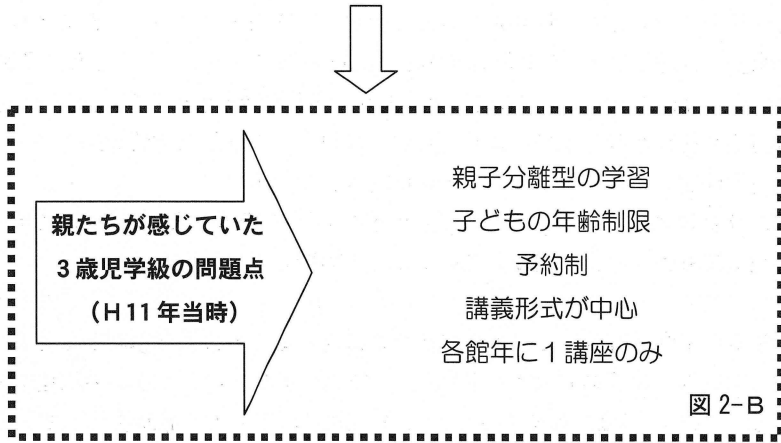 親たちが感じていた
3歳児学級の問題点
（H11年当時）
親子分離型の学習
子どもの年齢制限
予約制
講義形式が中心
各館年に1講座のみ
図2-B